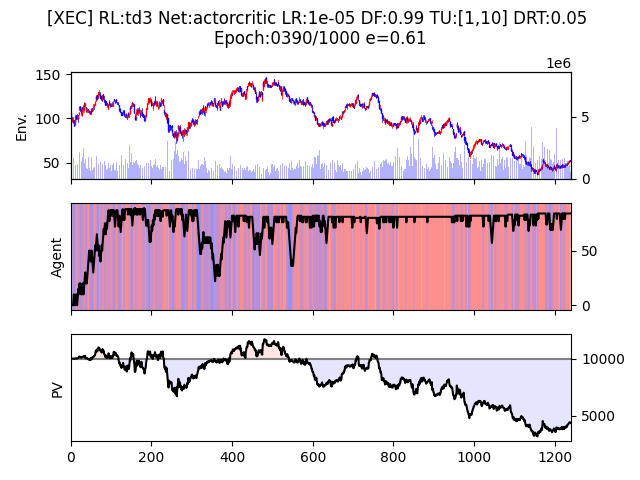 [XEC] RL:td3 Net:actorcritic LR:1e-05 DF:0.99 TU:[1,10] DRT:0.05
Epoch:0390/1000 e=0.61
1e6
150
100
50
Env.
5
0
Agent
50
0
PV
10000
5000
0 200 400 600 800 1000 1200